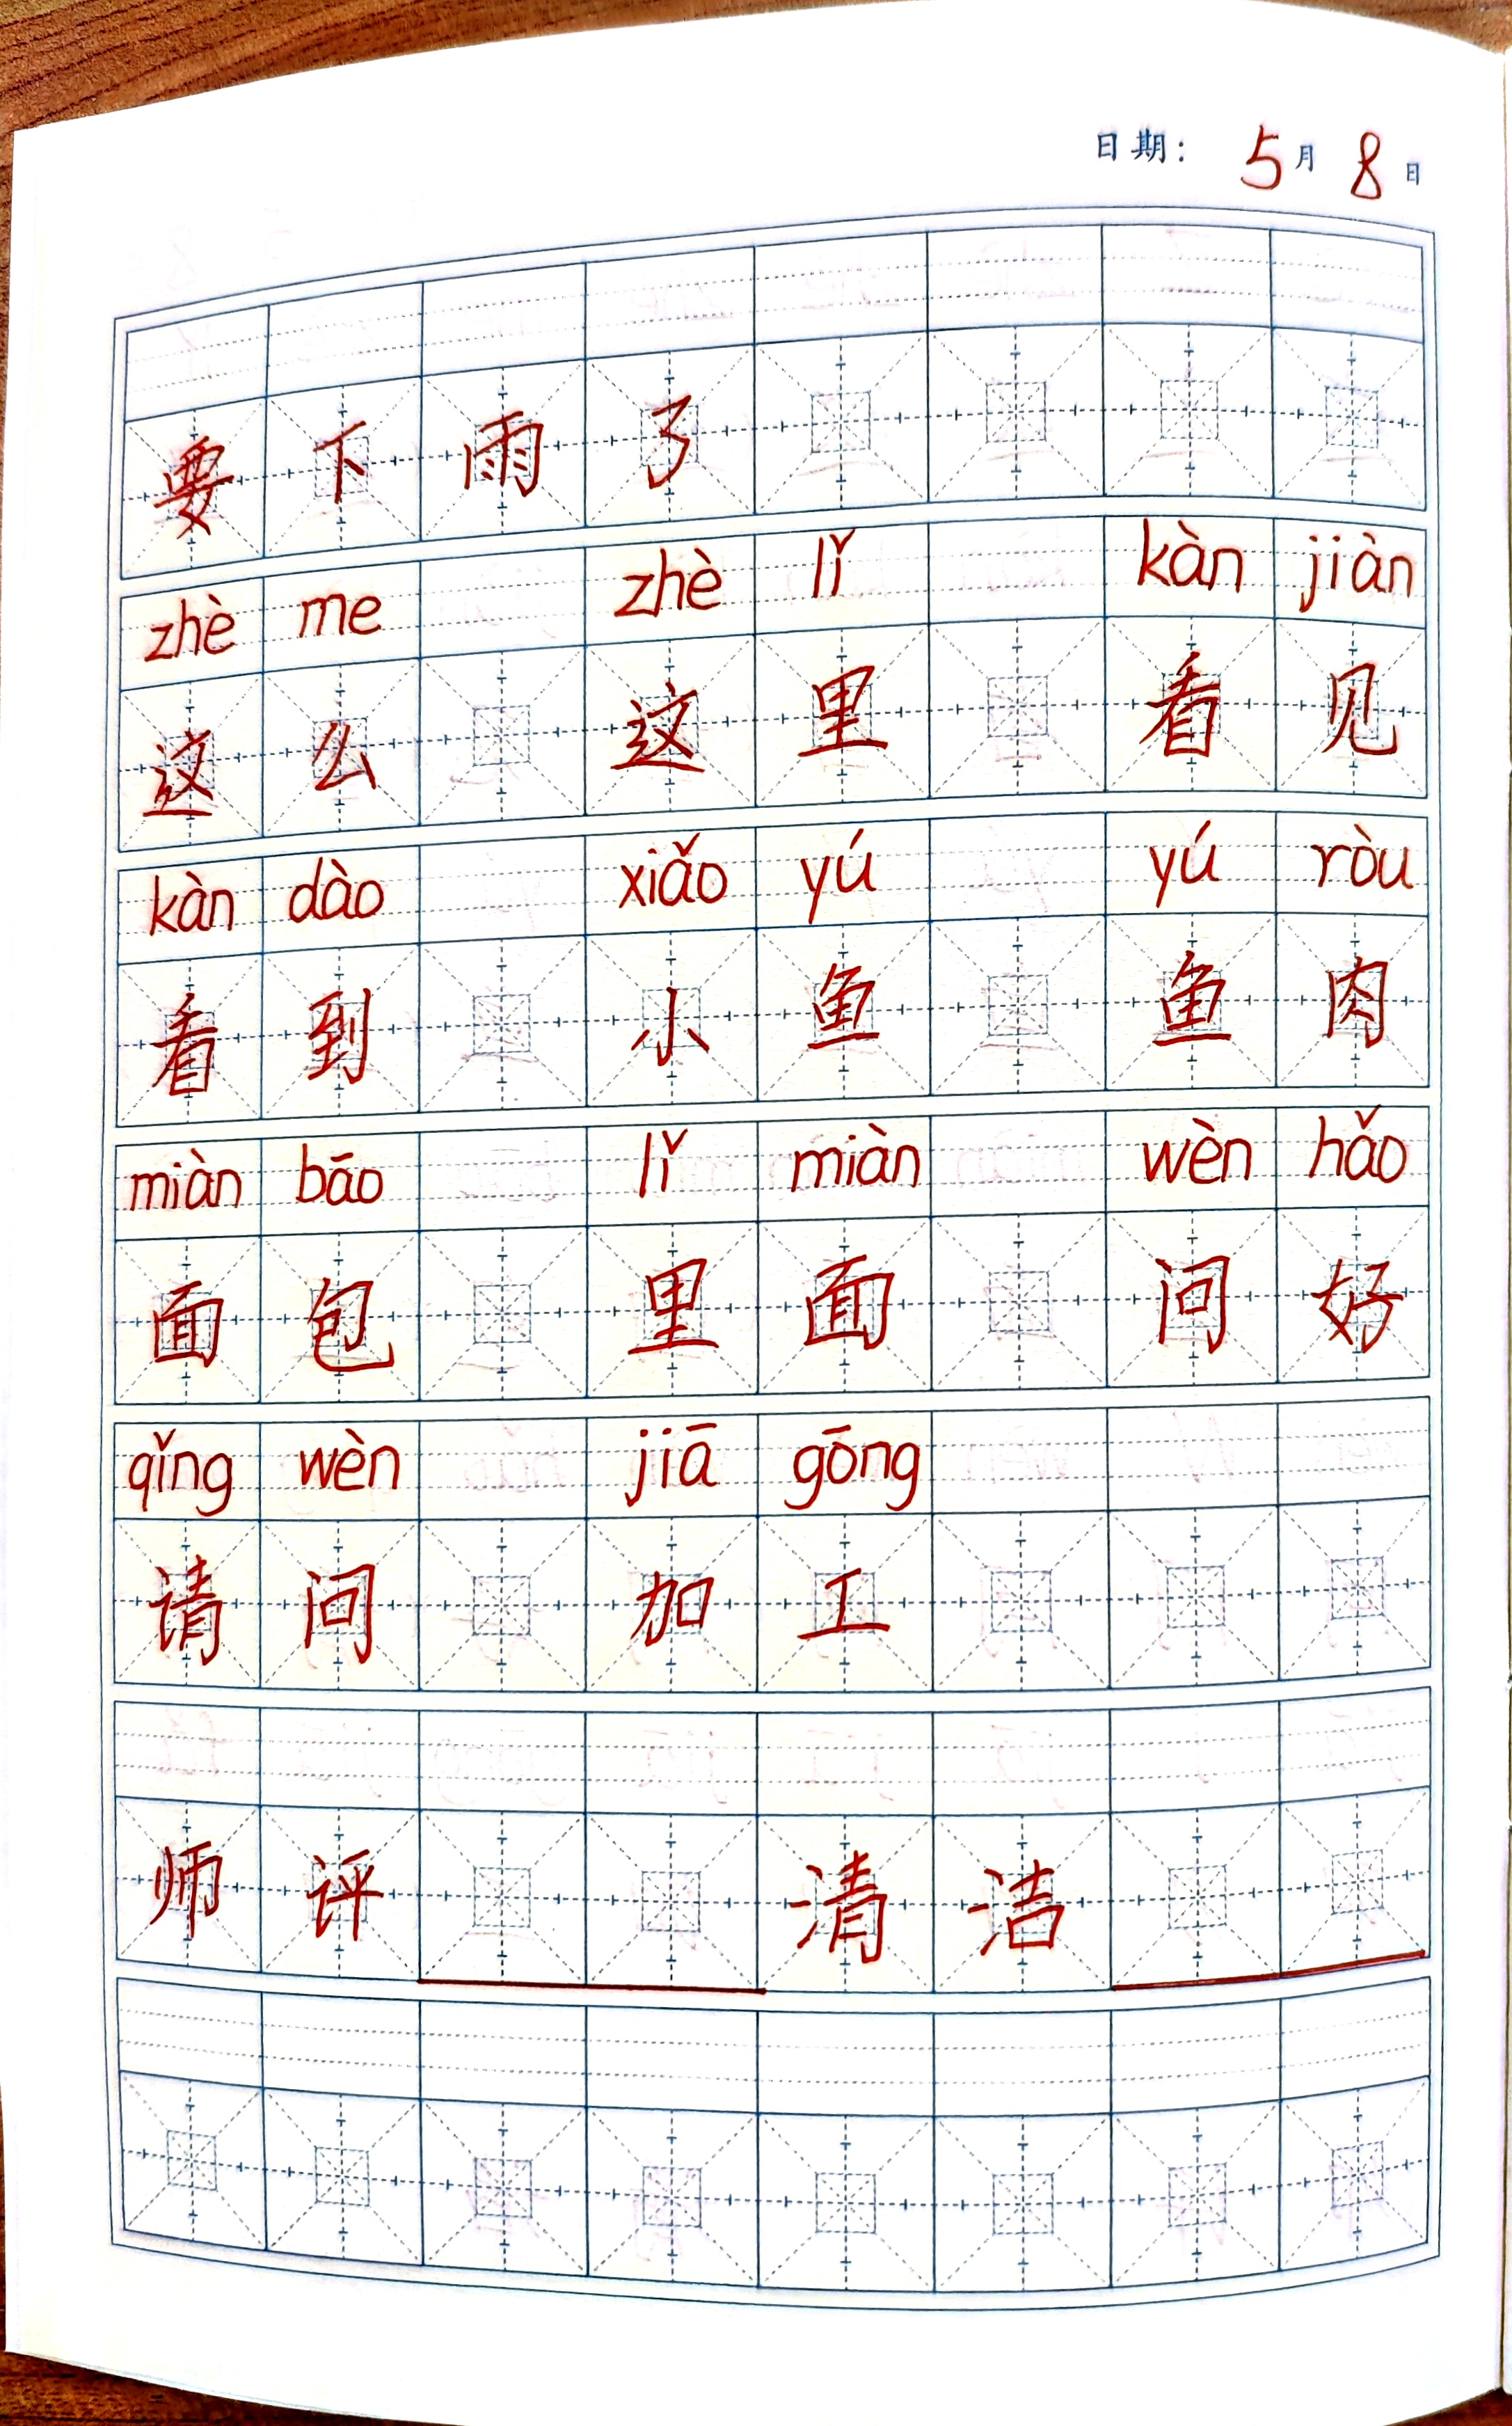 日期： 5月 8日
要下雨了
zhè me zhè lǐ kàn jiàn
这么 这里 看见
kàn dào xiǎo yú yú ròu
看到 小鱼 鱼肉
miàn bāo lǐ miàn wèn hǎo
面包 里面 问好
qǐng wèn jiā gōng
请问 加工
师评 清洁